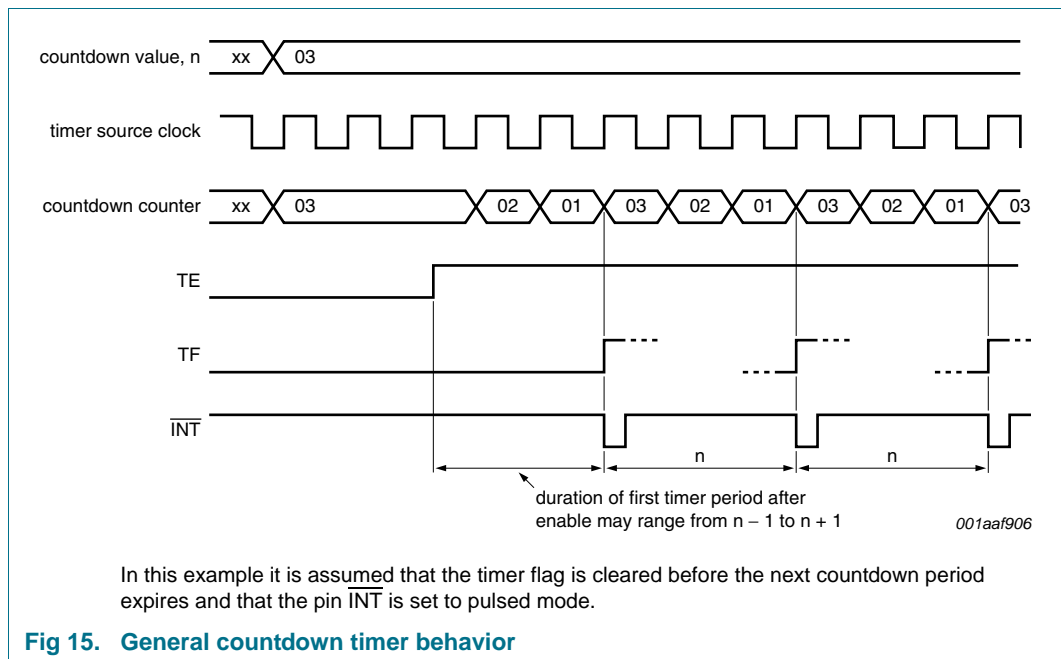 countdown value, n xx 03
timer source clock
countdown counter xx 03 02 01 03 02 01 03 02 01 03
TE
TF
INT
n n
duration of first timer period after
enable may range from n − 1 to n + 1
001aaf906
In this example it is assumed that the timer flag is cleared before the next countdown period
expires and that the pin INT is set to pulsed mode.
Fig 15. General countdown timer behavior